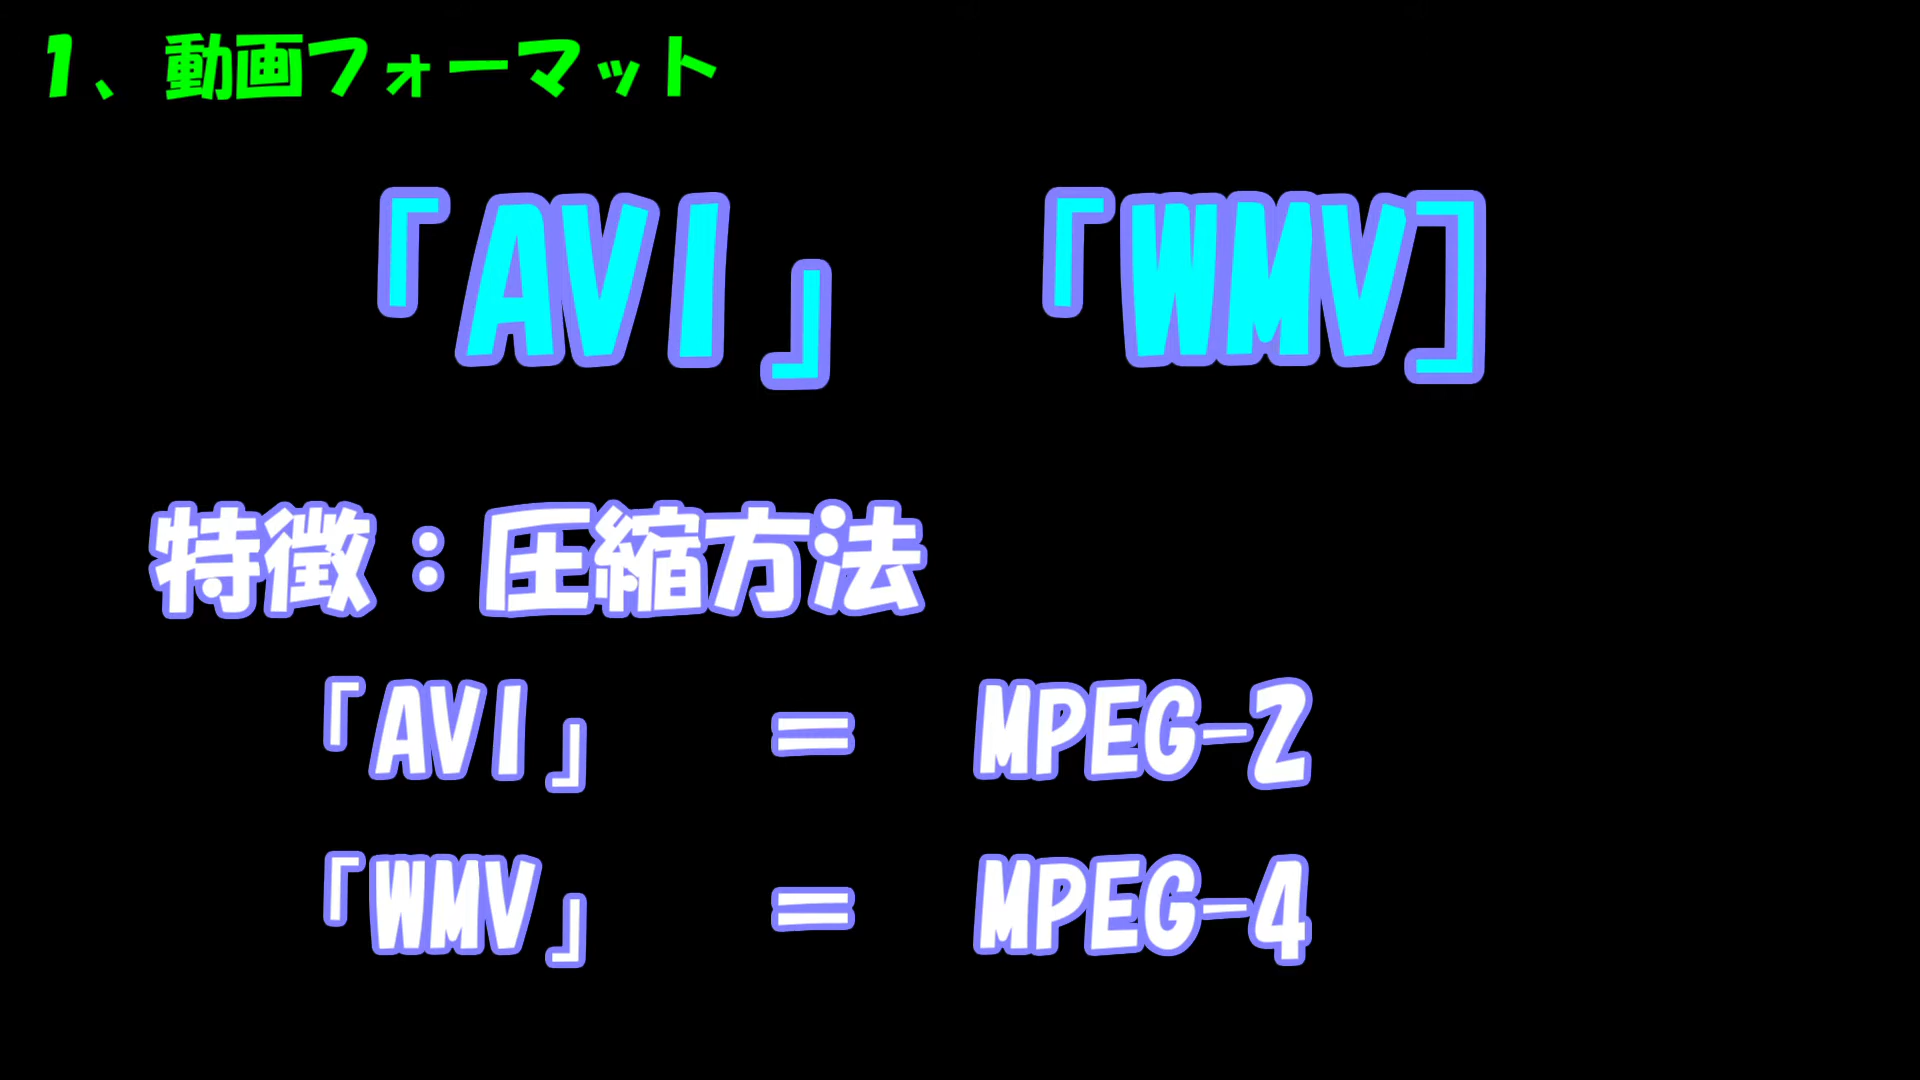 1、動画フォーマット
「AVI」 「WMV]
特徴：圧縮方法
「AVI」 ＝ MPEG-2
「WMV」 ＝ MPEG-4